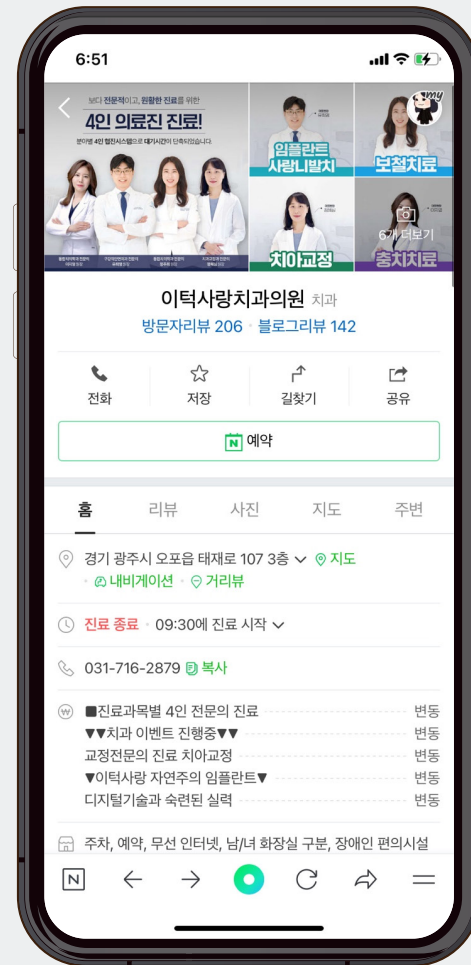 6:51
보다 전문적이고, 원활한 진료를 위한
4인 의료진 진료!
분야별 4인 협진시스템으로 대기시간이 단축되었습니다.
임플란트
사랑니발치
my
보철치료
치아교정
6개 더보기
충치치료
이턱사랑치과의원 치과
방문자리뷰 206 · 블로그리뷰 142
전화 저장 길찾기 공유
N 예약
홈 리뷰 사진 지도 주변
경기 광주시 오포읍 태재로 107 3층 지도
· 내비게이션 · 거리뷰
진료 종료 · 09:30에 진료 시작
031-716-2879 복사
■진료과목별 4인 전문의 진료 변동
▼▼치과 이벤트 진행중▼▼ 변동
교정전문의 진료 치아교정 변동
▼이턱사랑 자연주의 임플란트▼ 변동
디지털기술과 숙련된 실력 변동
주차, 예약, 무선 인터넷, 남/녀 화장실 구분, 장애인 편의시설
N